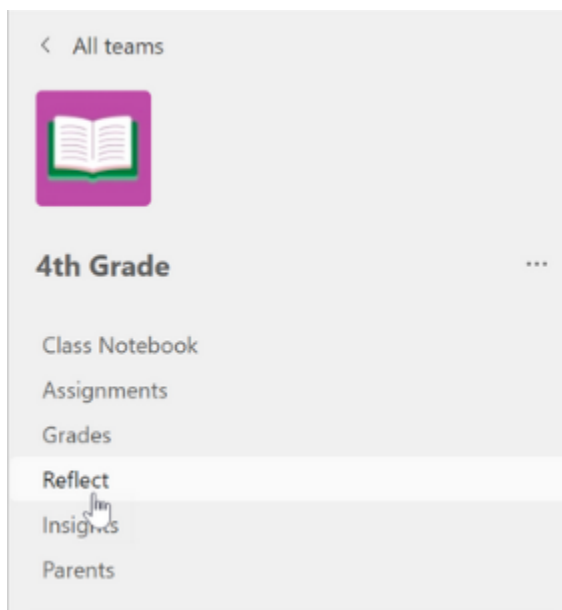 All teams
4th Grade
Class Notebook
Assignments
Grades
Reflect
Insights
Parents